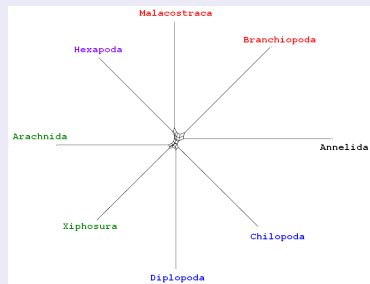 Malacostraca
Branchiopoda
Hexapoda
Arachnida
Annelida
Xiphosura
Chilopoda
Diplopoda